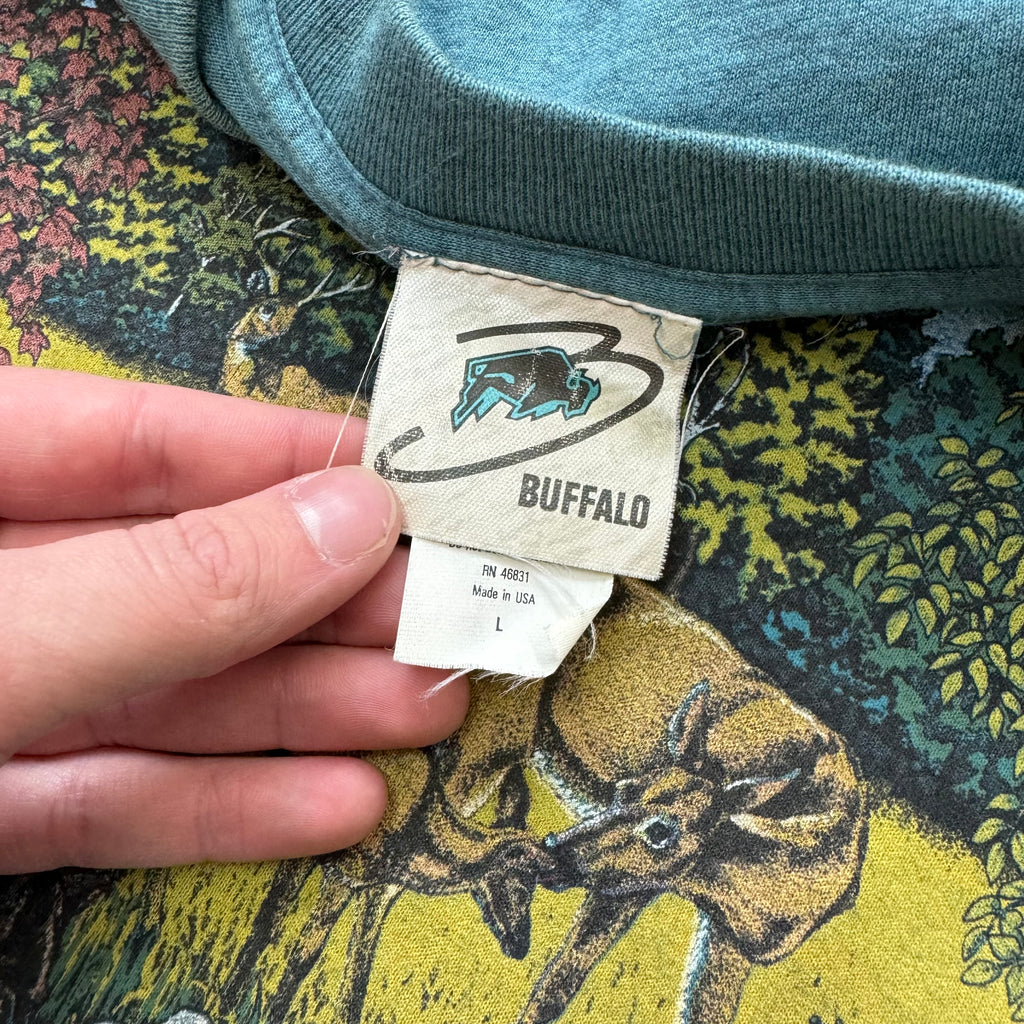 B
BUFFALO
RN 46831
Made in USA
L